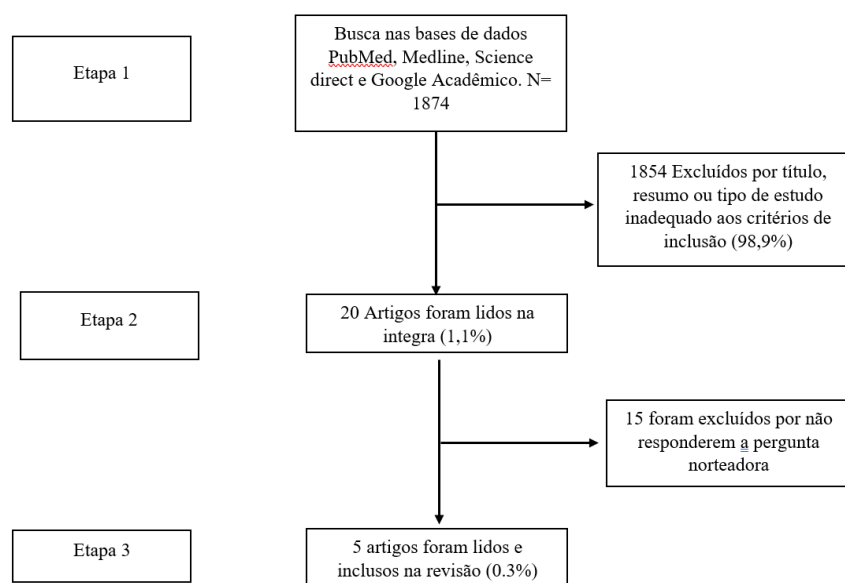 Etapa 1
Busca nas bases de dados
PubMed, Medline, Science
direct e Google Acadêmico. N=
1874
1854 Excluídos por título,
resumo ou tipo de estudo
inadequado aos critérios de
inclusão (98,9%)
Etapa 2
20 Artigos foram lidos na
integra (1,1%)
15 foram excluídos por não
responderem a pergunta
norteadora
Etapa 3
5 artigos foram lidos e
inclusos na revisão (0.3%)